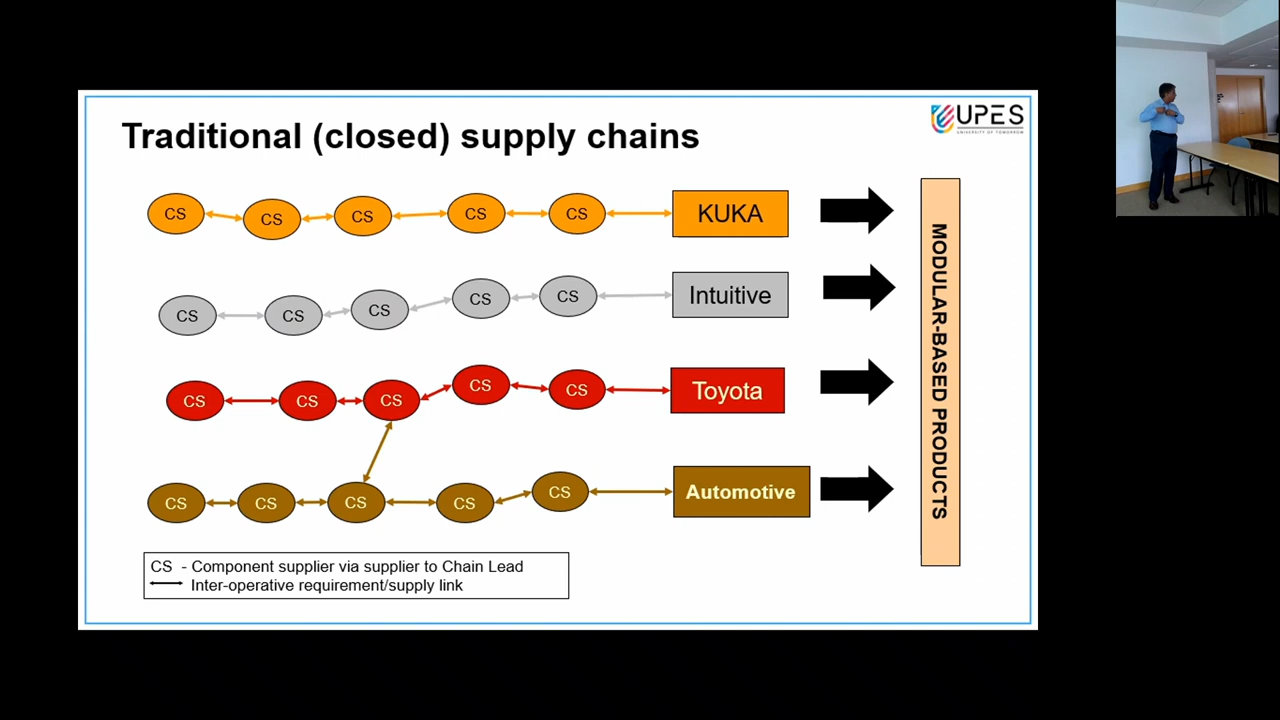 UPES
UNIVERSITY OF TOMORROW
Traditional (closed) supply chains
CS CS CS CS CS KUKA
CS CS CS CS CS Intuitive
CS CS CS CS CS Toyota
CS CS CS CS CS Automotive
MODULAR-BASED PRODUCTS
CS - Component supplier via supplier to Chain Lead
Inter-operative requirement/supply link